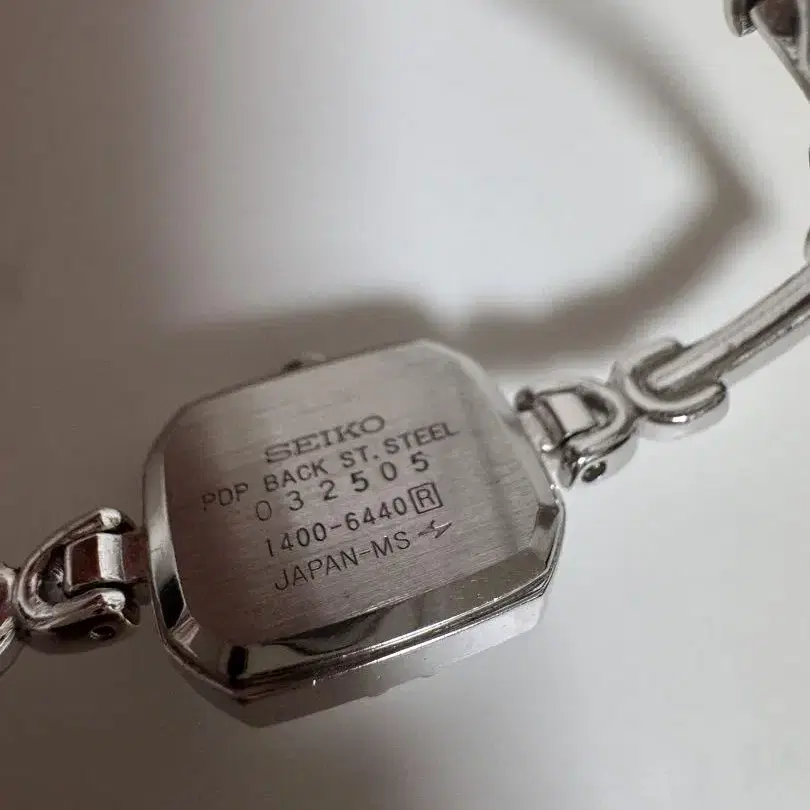 SEIKO
PDP BACK ST. STEEL
032505
1400-6440 R
JAPAN-MS